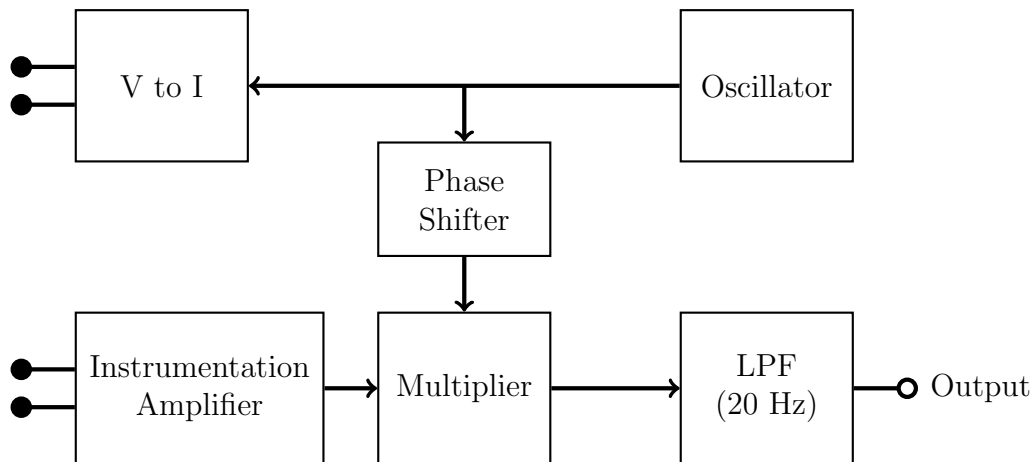 V to I
Oscillator
Phase
Shifter
Instrumentation
Amplifier
Multiplier
LPF
(20 Hz)
Output